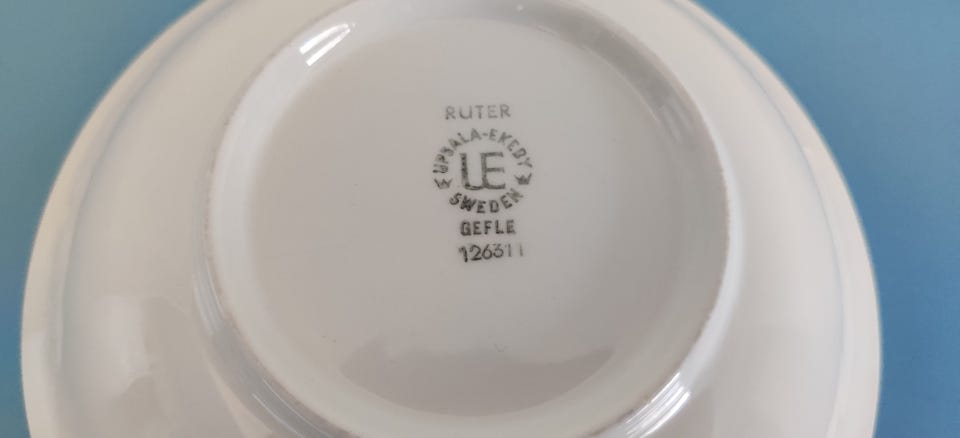 RUTER
UPSALA-EKEBY
UE
SWEDEN
GEFLE
126311